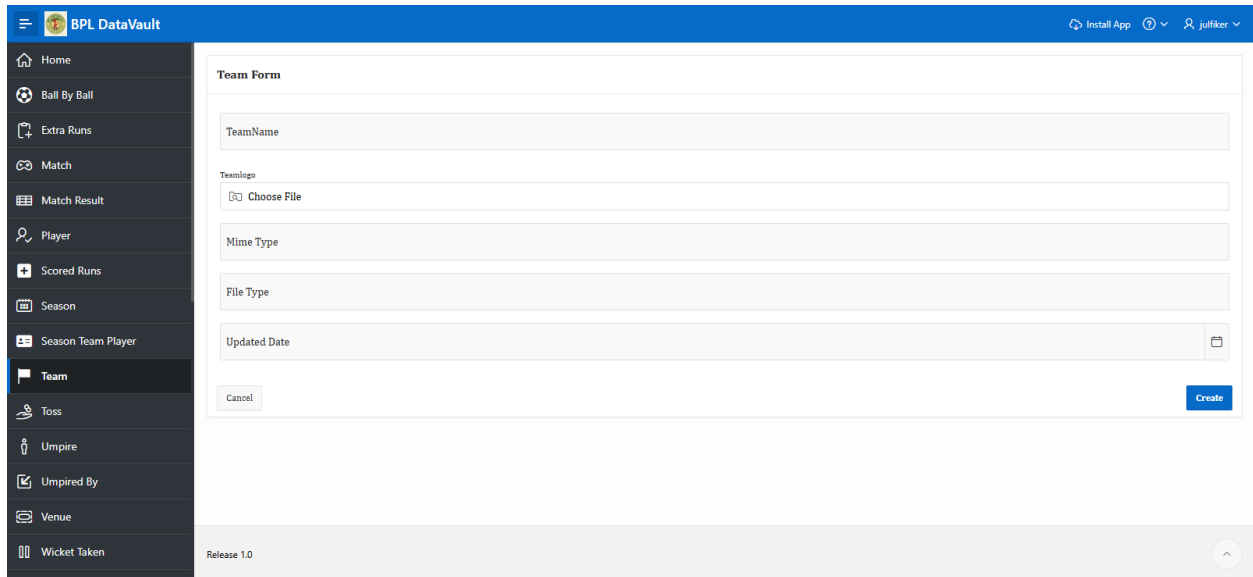 BPL DataVault
Install App
julfiker
Home
Ball By Ball
Extra Runs
Match
Match Result
Player
Scored Runs
Season
Season Team Player
Team
Toss
Umpire
Umpired By
Venue
Wicket Taken
Team Form
TeamName
Teamlogo
Choose File
Mime Type
File Type
Updated Date
Cancel
Create
Release 1.0